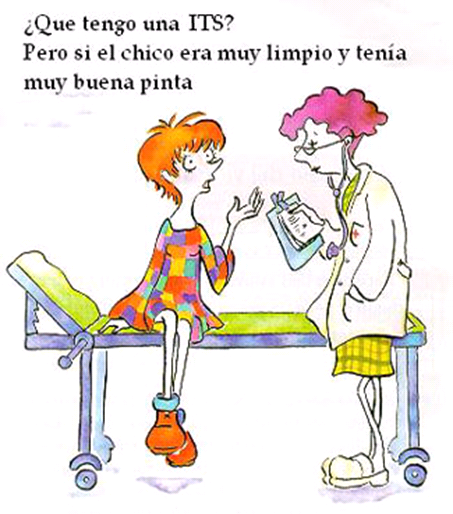 ¿Que tengo una ITS?
Pero si el chico era muy limpio y tenía
muy buena pinta